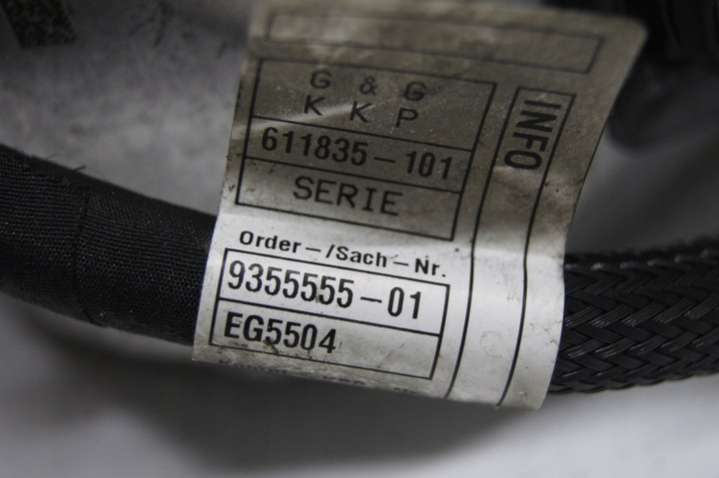 G & G
K K P
611835-101
SERIE
INFO
Order-/Sach-Nr.
9355555-01
EG5504